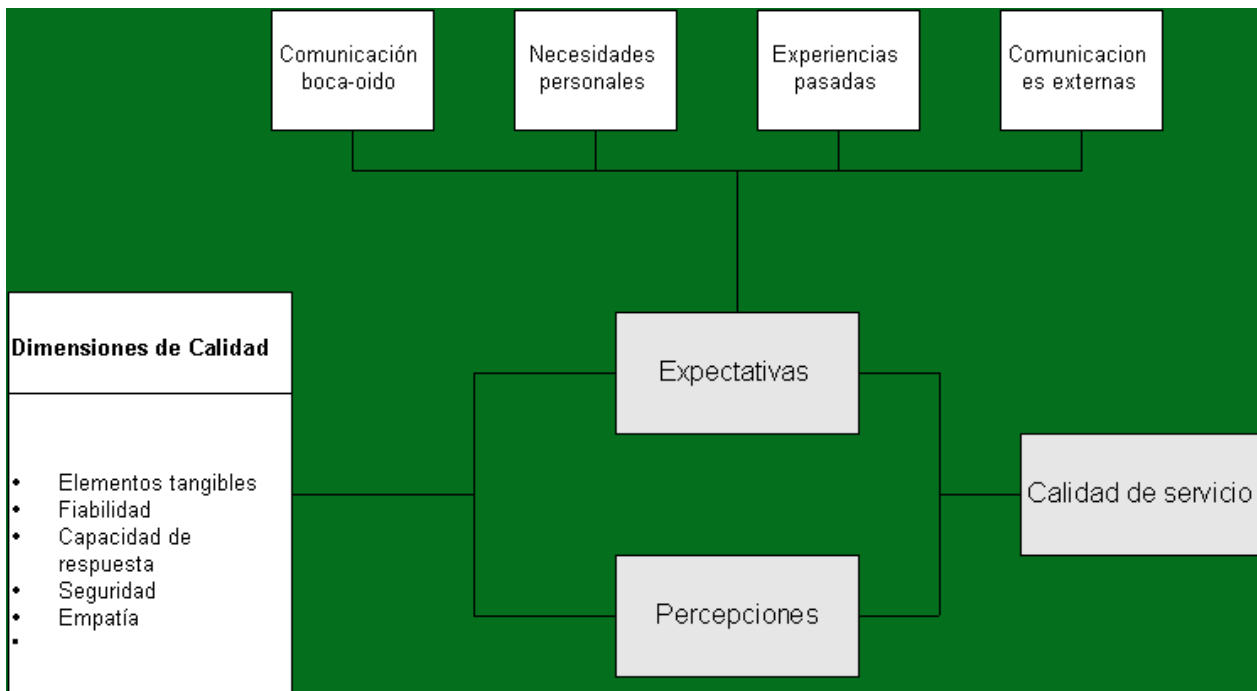 Comunicación
boca-oido
Necesidades
personales
Experiencias
pasadas
Comunicacion
es externas
Dimensiones de Calidad
• Elementos tangibles
• Fiabilidad
• Capacidad de
respuesta
• Seguridad
• Empatía
•
Expectativas
Percepciones
Calidad de servicio